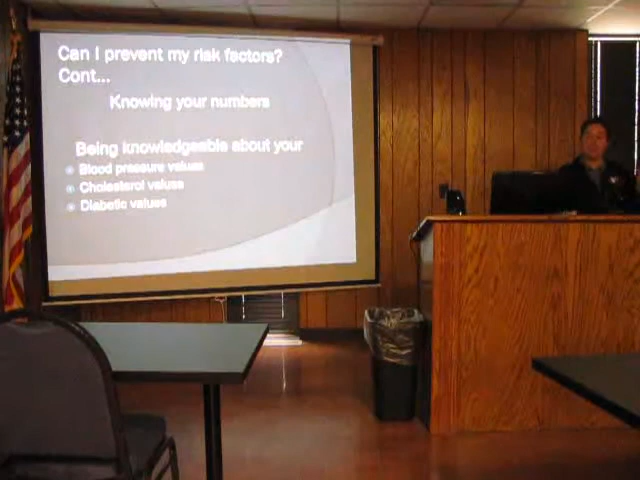 Can I prevent my risk factors?
Cont...
Knowing your numbers
Being knowledgeable about your
Blood pressure values
Cholesterol values
Diabetic values